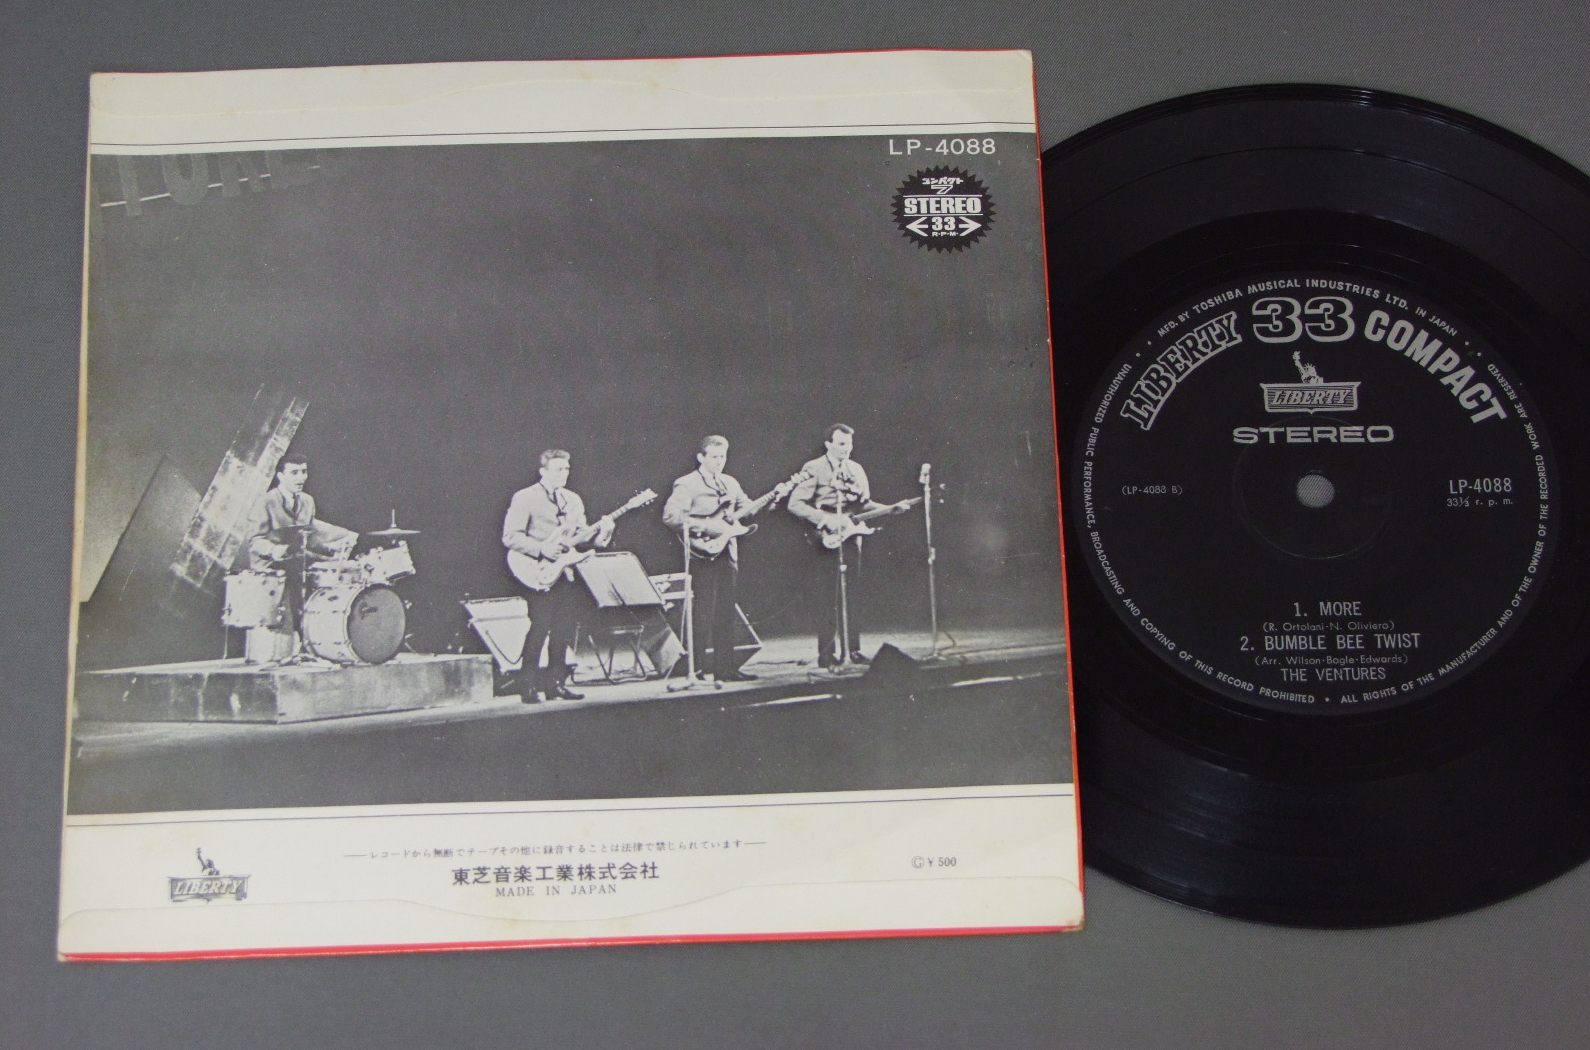 LP-4088
コンパクト
7
STEREO
33
R·P·M·
レコードから無断でテープその他に録音することは法律で禁じられています
東芝音楽工業株式会社
MADE IN JAPAN
Ⓖ¥500
LIBERTY
MFD. BY TOSHIBA MUSICAL INDUSTRIES LTD. IN JAPAN
LIBERTY 33 COMPACT
LIBERTY
STEREO
(LP-4088 B)
LP-4088
33⅓ r. p. m.
1. MORE
(R. Ortolani-N. Oliviero)
2. BUMBLE BEE TWIST
(Arr. Wilson-Bogle-Edwards)
THE VENTURES
UNAUTHORIZED PUBLIC PERFORMANCE, BROADCASTING AND COPYING OF THIS RECORD PROHIBITED • ALL RIGHTS OF THE MANUFACTURER AND OF THE OWNER OF THE RECORDED WORK ARE RESERVED